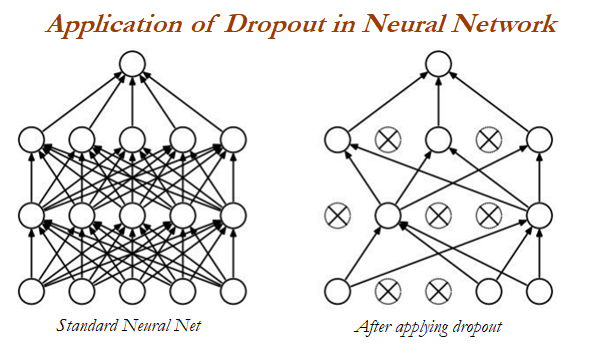 Application of Dropout in Neural Network
Standard Neural Net
After applying dropout